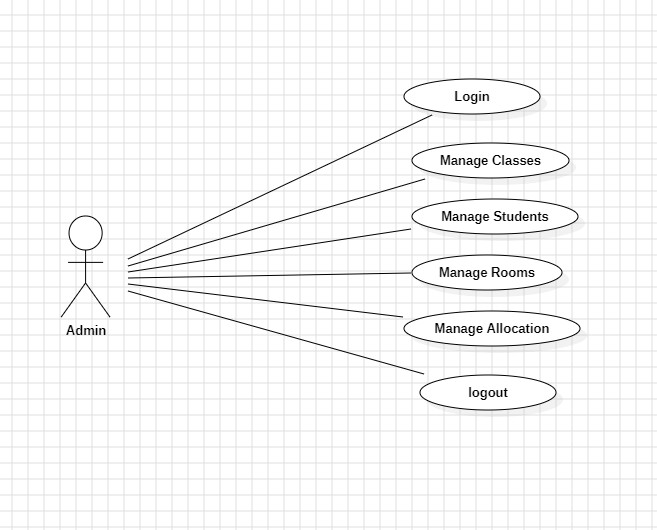 Login
Manage Classes
Manage Students
Manage Rooms
Manage Allocation
Admin
logout